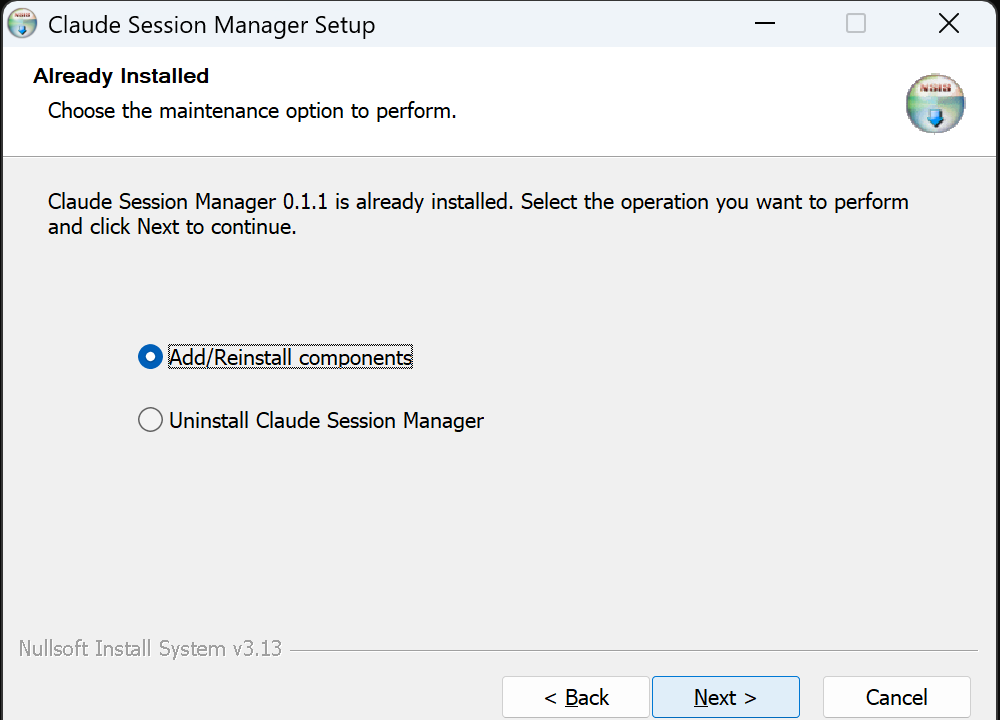 Claude Session Manager Setup
Already Installed
Choose the maintenance option to perform.
NSIS
Claude Session Manager 0.1.1 is already installed. Select the operation you want to perform
and click Next to continue.
Add/Reinstall components
Uninstall Claude Session Manager
Nullsoft Install System v3.13
< Back
Next >
Cancel